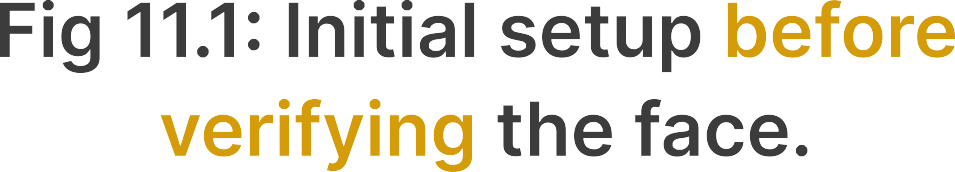 Fig 11.1: Initial setup before
verifying the face.